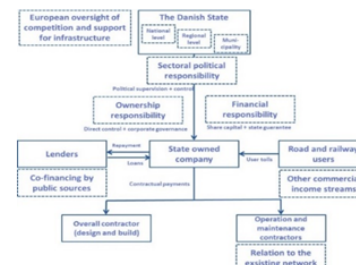 European oversight of
competition and support
for infrastructure
The Danish State
National
level
Regional
level
Muni-
cipality
Sectoral political
responsibility
Political supervision + control
Ownership
responsibility
Financial
responsibility
Direct control + corporate governance
Share capital + state guarantee
Lenders
Repayment
Loans
State owned
company
User tolls
Road and railway
users
Co-financing by
public sources
Contractual payments
Other commercial
income streams
Overall contractor
(design and build)
Operation and
maintenance
contractors
Relation to the
exsisting network